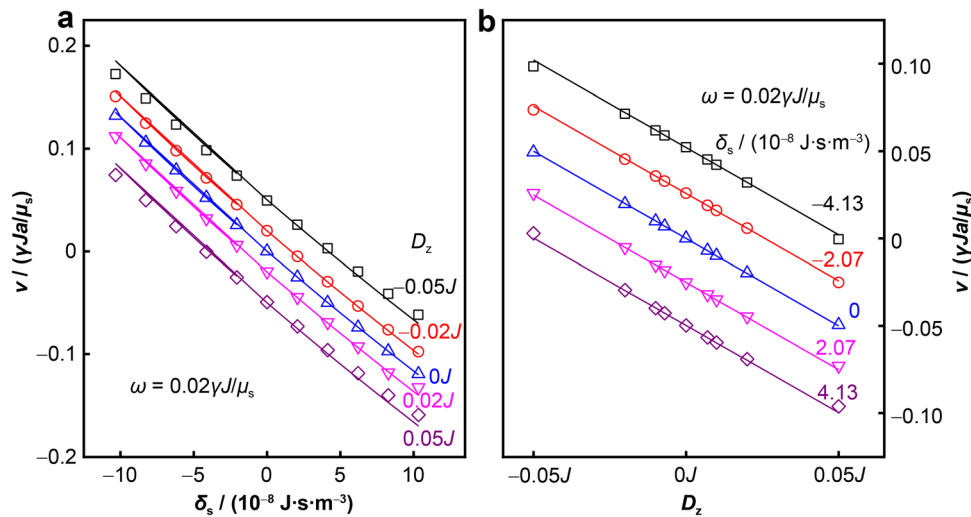 a
0.2
0.1
0
−0.1
−0.2
v / (γJa/μs)
Dz
−0.05J
−0.02J
0J
0.02J
0.05J
ω = 0.02γJ/μs
−10
−5
0
5
10
δs / (10−8 J·s·m−3)
b
ω = 0.02γJ/μs
δs / (10−8 J·s·m−3)
−4.13
−2.07
0
2.07
4.13
0.10
0.05
0.00
−0.05
−0.10
v / (γJa/μs)
−0.05J
0J
0.05J
Dz